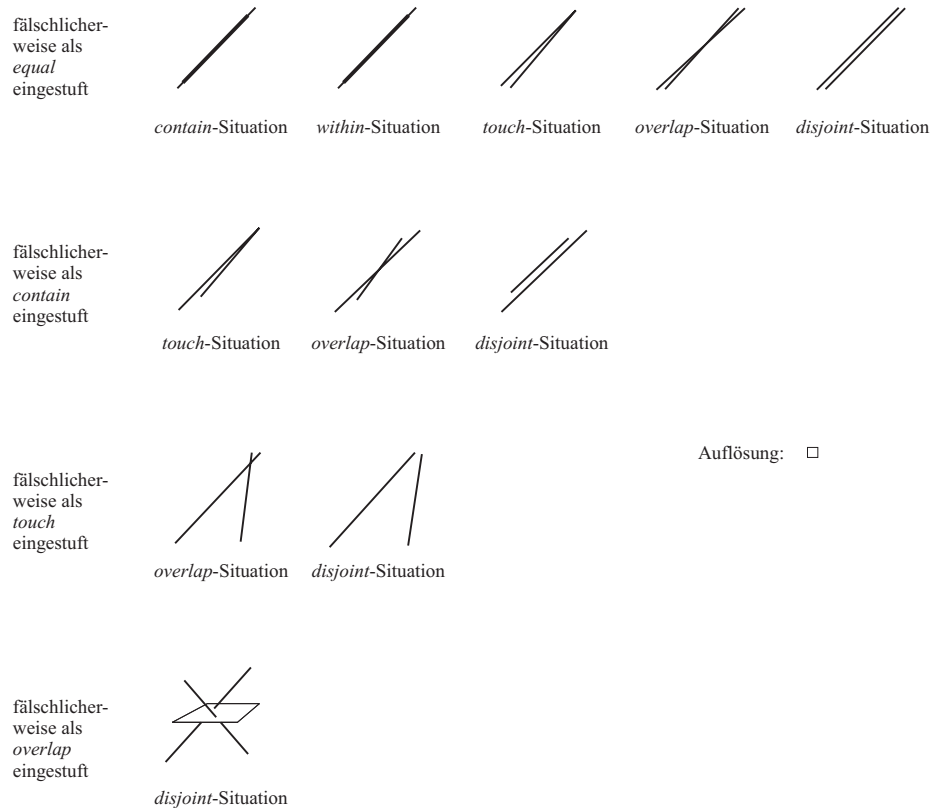 fälschlicher-
weise als
equal
eingestuft
contain-Situation within-Situation touch-Situation overlap-Situation disjoint-Situation
fälschlicher-
weise als
contain
eingestuft
touch-Situation overlap-Situation disjoint-Situation
Auflösung:
fälschlicher-
weise als
touch
eingestuft
overlap-Situation disjoint-Situation
fälschlicher-
weise als
overlap
eingestuft
disjoint-Situation